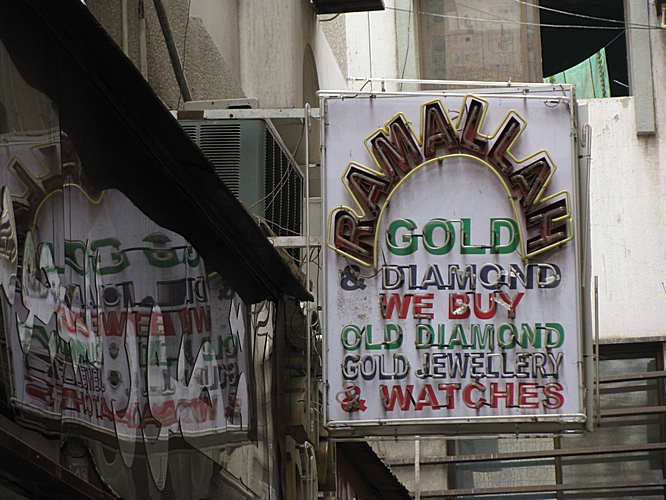 RAMALLAH
GOLD
& DIAMOND
WE BUY
OLD DIAMOND
GOLD JEWELLERY
& WATCHES